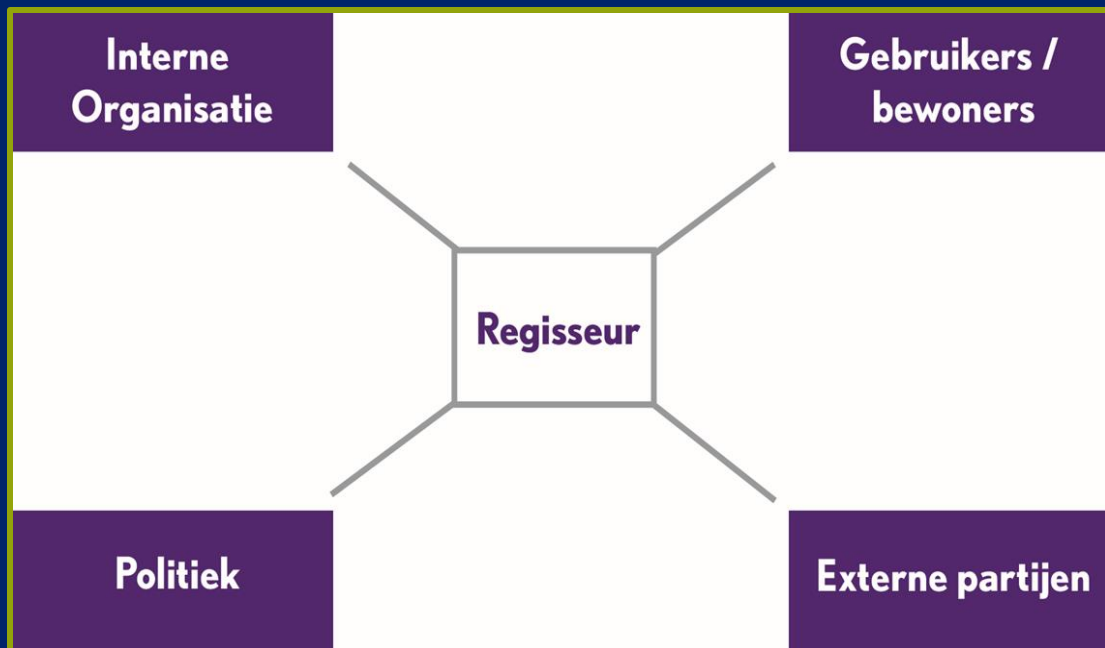 Interne
Organisatie
Gebruikers /
bewoners
Regisseur
Politiek
Externe partijen